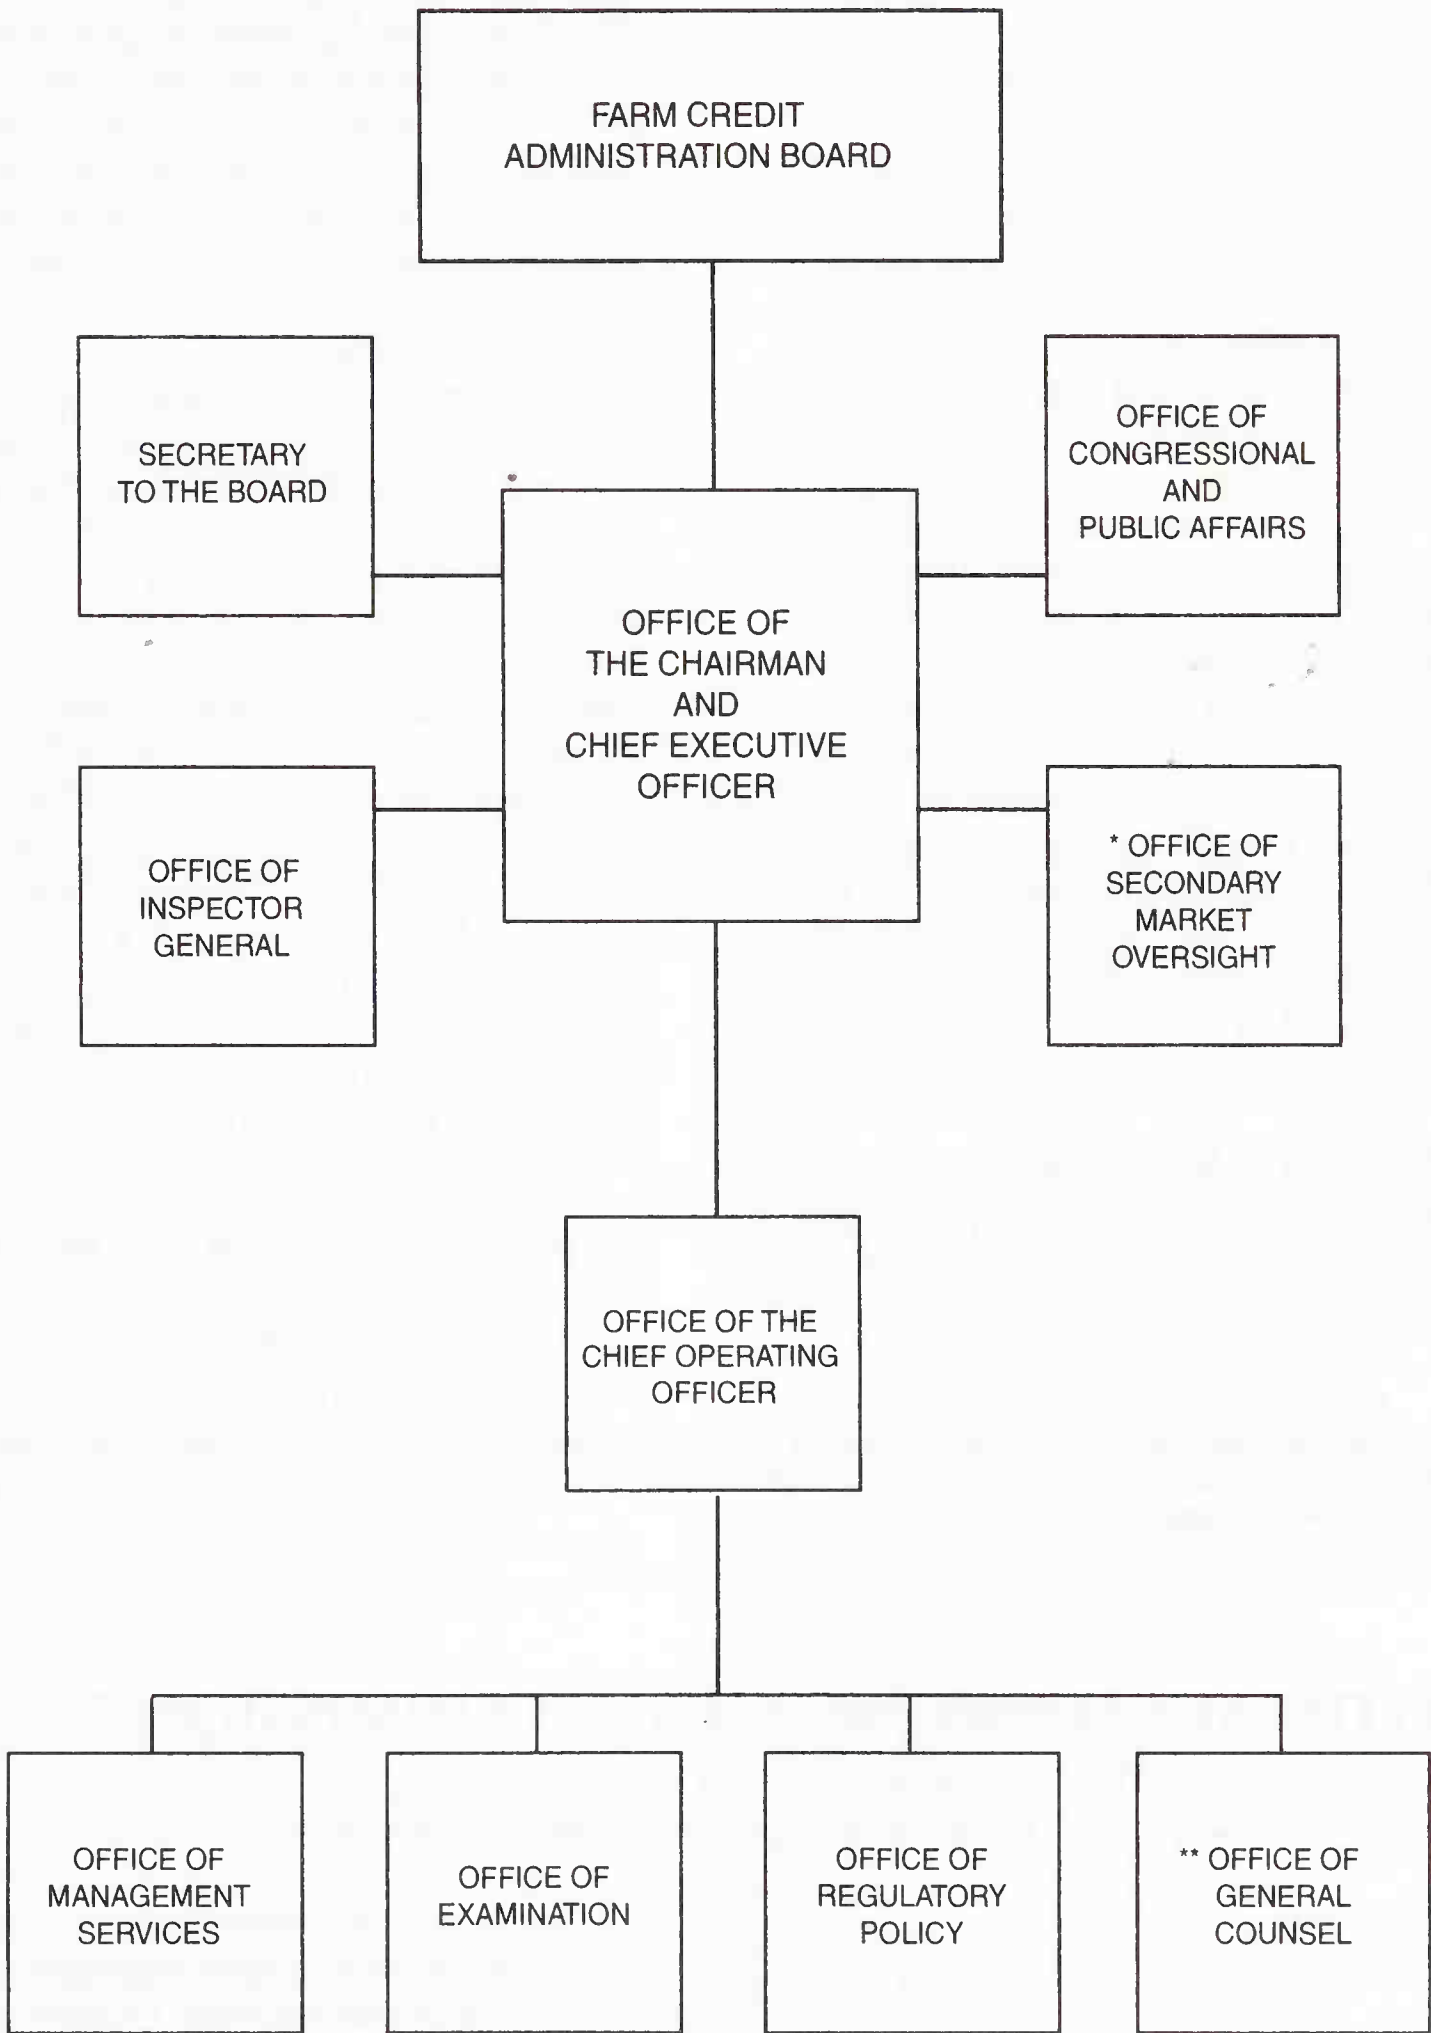 FARM CREDIT
ADMINISTRATION BOARD
SECRETARY
TO THE BOARD
OFFICE OF
CONGRESSIONAL
AND
PUBLIC AFFAIRS
OFFICE OF
THE CHAIRMAN
AND
CHIEF EXECUTIVE
OFFICER
OFFICE OF
INSPECTOR
GENERAL
* OFFICE OF
SECONDARY
MARKET
OVERSIGHT
OFFICE OF THE
CHIEF OPERATING
OFFICER
OFFICE OF
MANAGEMENT
SERVICES
OFFICE OF
EXAMINATION
OFFICE OF
REGULATORY
POLICY
** OFFICE OF
GENERAL
COUNSEL